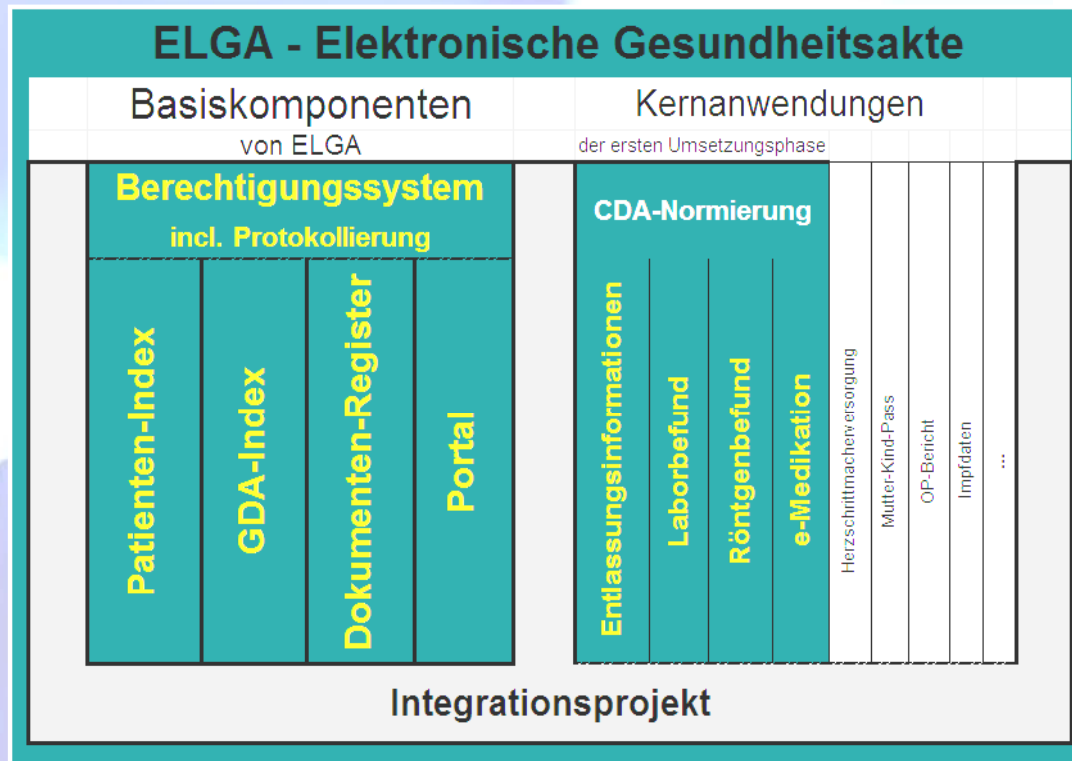 ELGA - Elektronische Gesundheitsakte
Basiskomponenten
von ELGA
Kernanwendungen
der ersten Umsetzungsphase
Berechtigungssystem
incl. Protokollierung
Patienten-Index
GDA-Index
Dokumenten-Register
Portal
CDA-Normierung
Entlassungsinformationen
Laborbefund
Röntgenbefund
e-Medikation
Herzschrittmacherversorgung
Mutter-Kind-Pass
OP-Bericht
Impfdaten
...
Integrationsprojekt